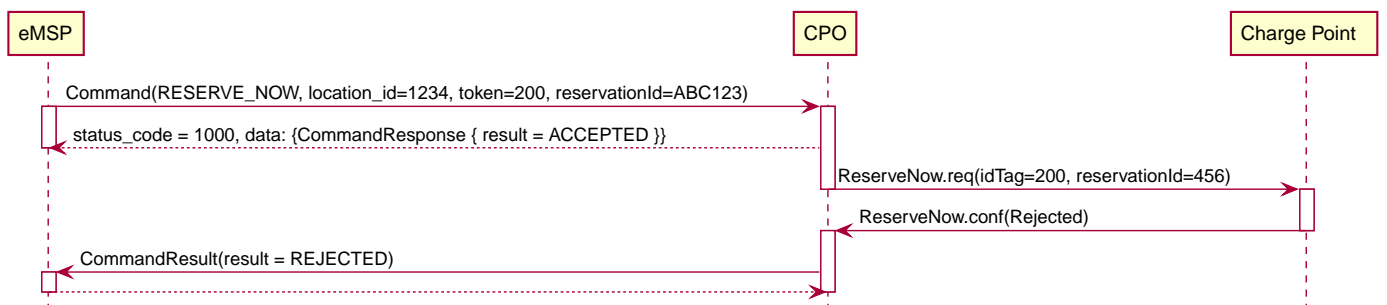 eMSP
CPO
Charge Point
Command(RESERVE_NOW, location_id=1234, token=200, reservationId=ABC123)
status_code = 1000, data: {CommandResponse { result = ACCEPTED }}
ReserveNow.req(idTag=200, reservationId=456)
ReserveNow.conf(Rejected)
CommandResult(result = REJECTED)